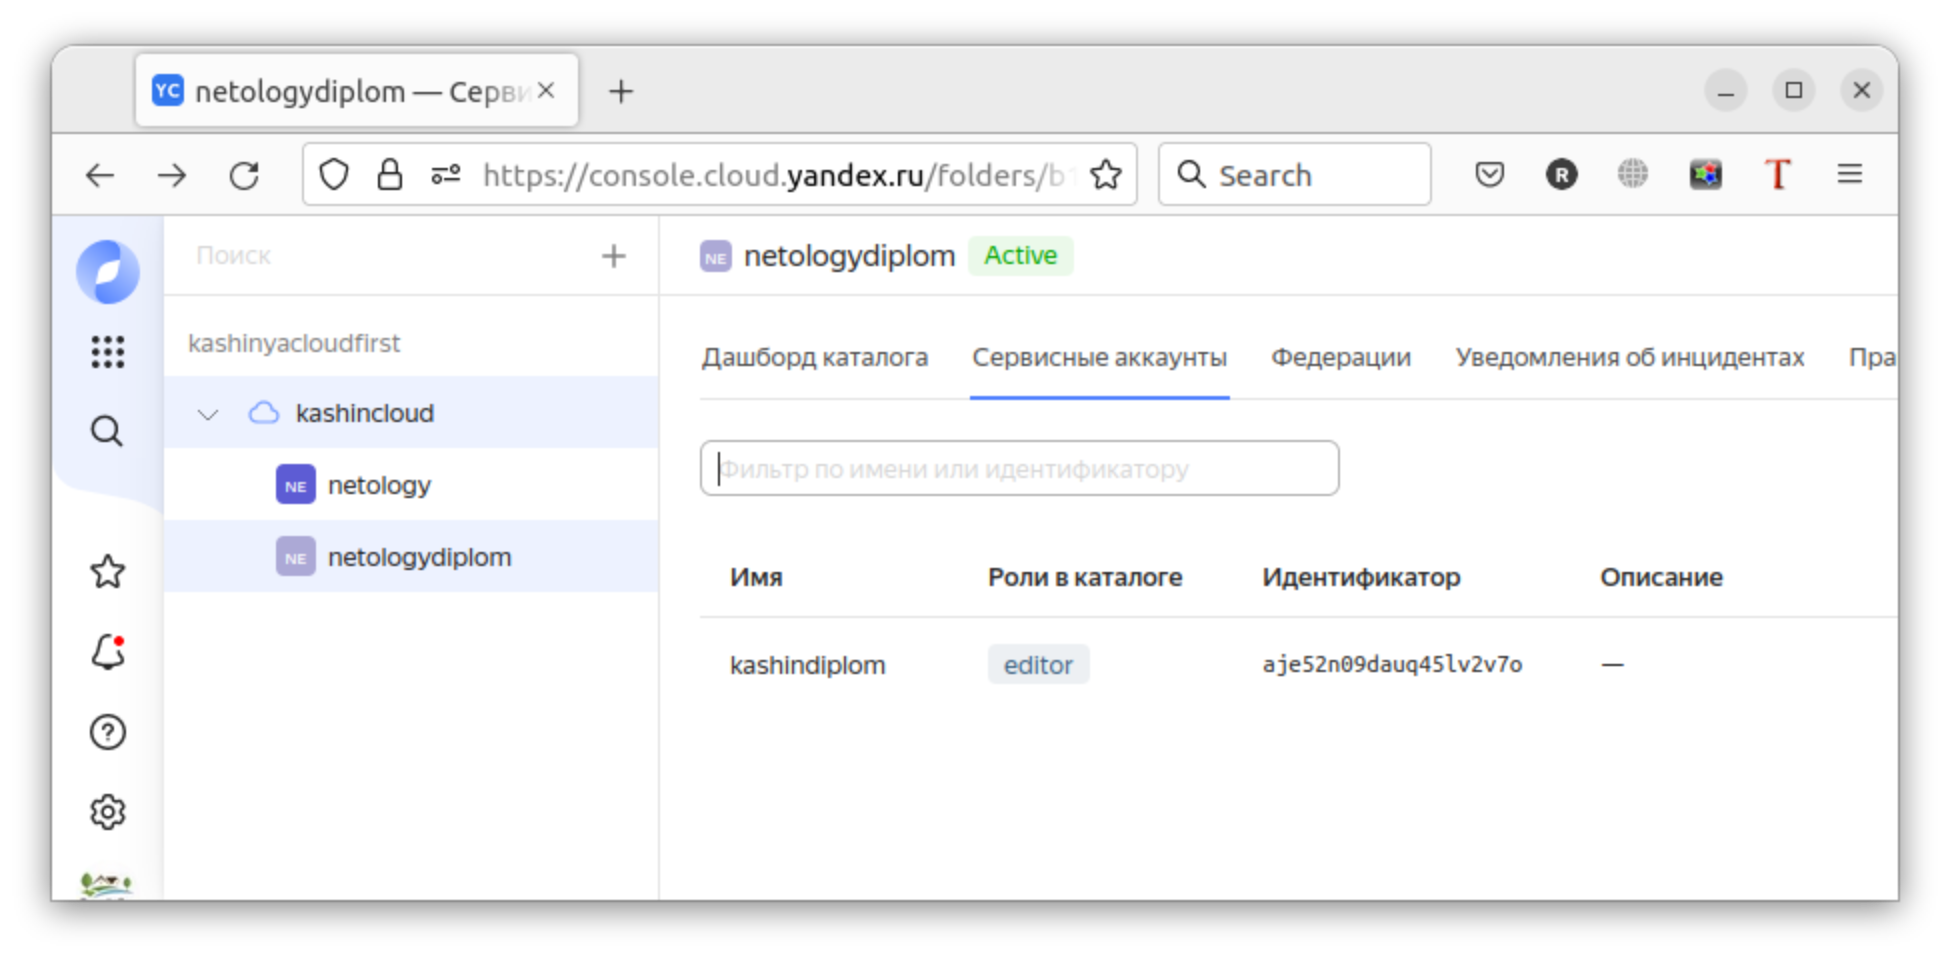 YC netologydiplom — Серви
https://console.cloud.yandex.ru/folders/b1
Search
R
T
Поиск
NE netologydiplom Active
kashinyacloudfirst
kashincloud
NE netology
NE netologydiplom
Дашборд каталога Сервисные аккаунты Федерации Уведомления об инцидентах Пра
Фильтр по имени или идентификатору
Имя Роли в каталоге Идентификатор Описание
kashindiplom editor aje52n09dauq45lv2v7o —